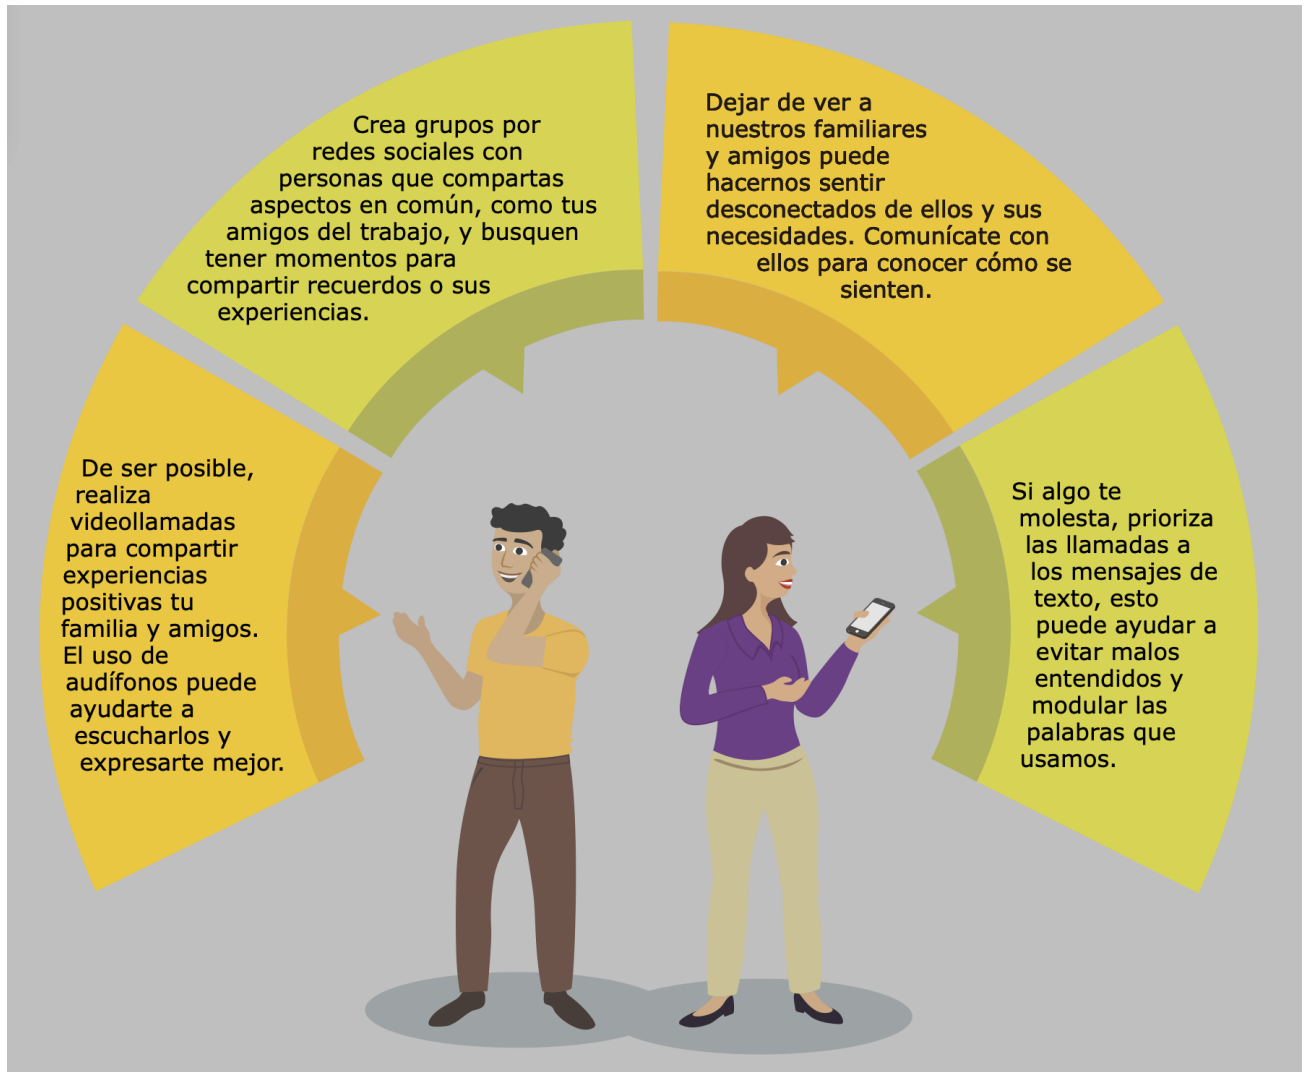 De ser posible,
realiza
videollamadas
para compartir
experiencias
positivas tu
familia y amigos.
El uso de
audífonos puede
ayudarte a
escucharlos y
expresarte mejor.
Crea grupos por
redes sociales con
personas que compartas
aspectos en común, como tus
amigos del trabajo, y busquen
tener momentos para
compartir recuerdos o sus
experiencias.
Dejar de ver a
nuestros familiares
y amigos puede
hacernos sentir
desconectados de ellos y sus
necesidades. Comunícate con
ellos para conocer cómo se
sienten.
Si algo te
molesta, prioriza
las llamadas a
los mensajes de
texto, esto
puede ayudar a
evitar malos
entendidos y
modular las
palabras que
usamos.